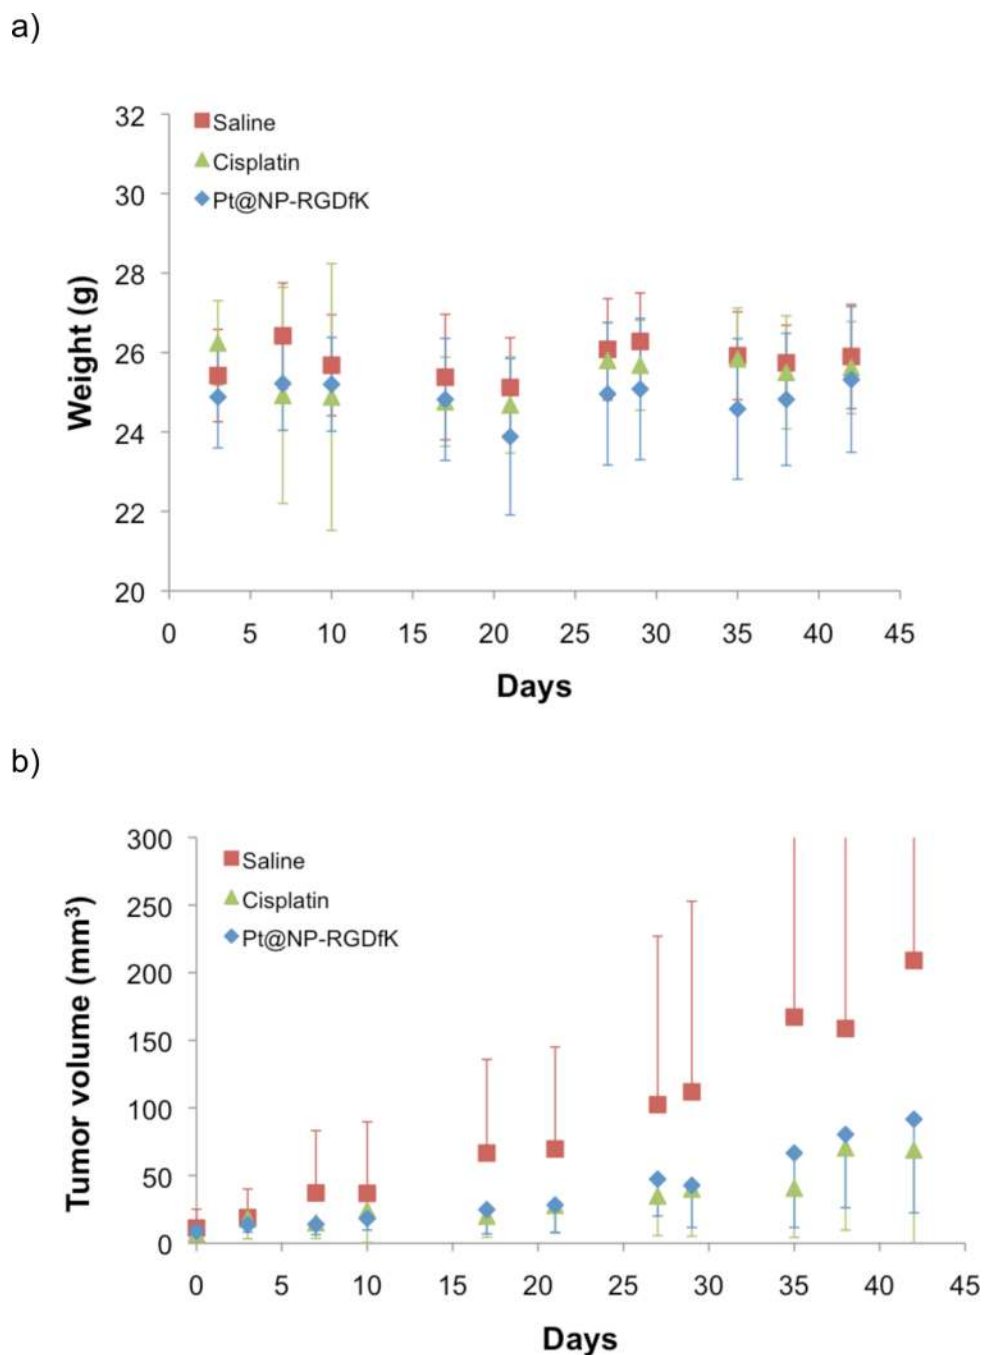 a)
32
Saline
30
Cisplatin
Pt@NP-RGDfK
28
Weight (g)
26
24
22
20
0 5 10 15 20 25 30 35 40 45
Days
b)
300
Saline
250
Cisplatin
Pt@NP-RGDfK
200
Tumor volume (mm³)
150
100
50
0
0 5 10 15 20 25 30 35 40 45
Days